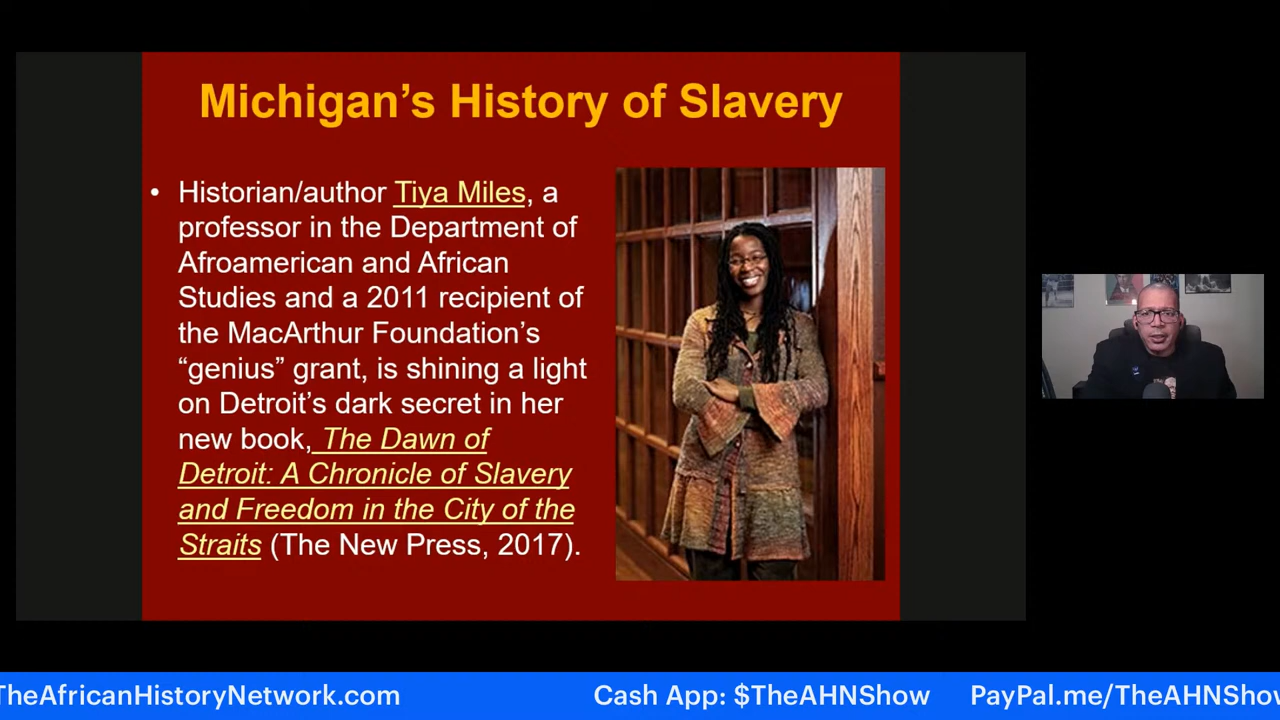 Michigan’s History of Slavery
• Historian/author Tiya Miles, a
professor in the Department of
Afroamerican and African
Studies and a 2011 recipient of
the MacArthur Foundation’s
“genius” grant, is shining a light
on Detroit’s dark secret in her
new book, The Dawn of
Detroit: A Chronicle of Slavery
and Freedom in the City of the
Straits (The New Press, 2017).
TheAfricanHistoryNetwork.com Cash App: $TheAHNShow PayPal.me/TheAHNShow